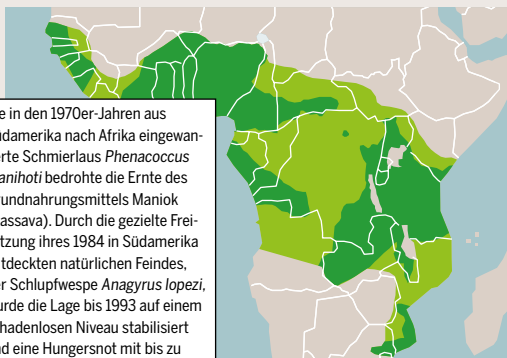 e in den 1970er-Jahren aus
damerika nach Afrika eingewan-
erte Schmierlaus Phenacoccus
anihoti bedrohte die Ernte des
undnahrungsmittels Maniok
assava). Durch die gezielte Frei-
tzung ihres 1984 in Südamerika
tdeckten natürlichen Feindes,
er Schlupfwespe Anagyrus lopezi,
urde die Lage bis 1993 auf einem
hadenlosen Niveau stabilisiert
d eine Hungersnot mit bis zu